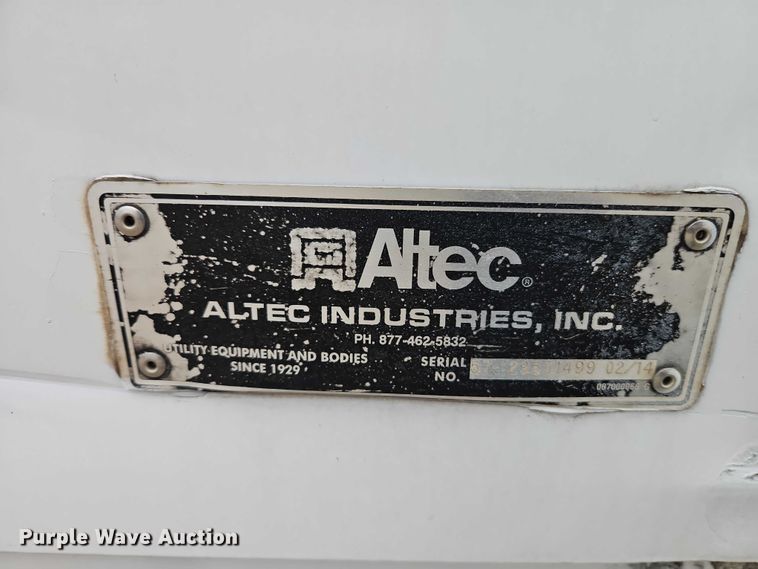 Altec®
ALTEC INDUSTRIES, INC.
PH. 877-462-5832
UTILITY EQUIPMENT AND BODIES
SINCE 1929
SERIAL
NO. 02/14
Purple Wave Auction